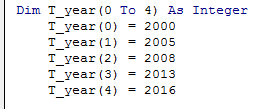 Dim T_year(0 To 4) As Integer
T_year(0) = 2000
T_year(1) = 2005
T_year(2) = 2008
T_year(3) = 2013
T_year(4) = 2016